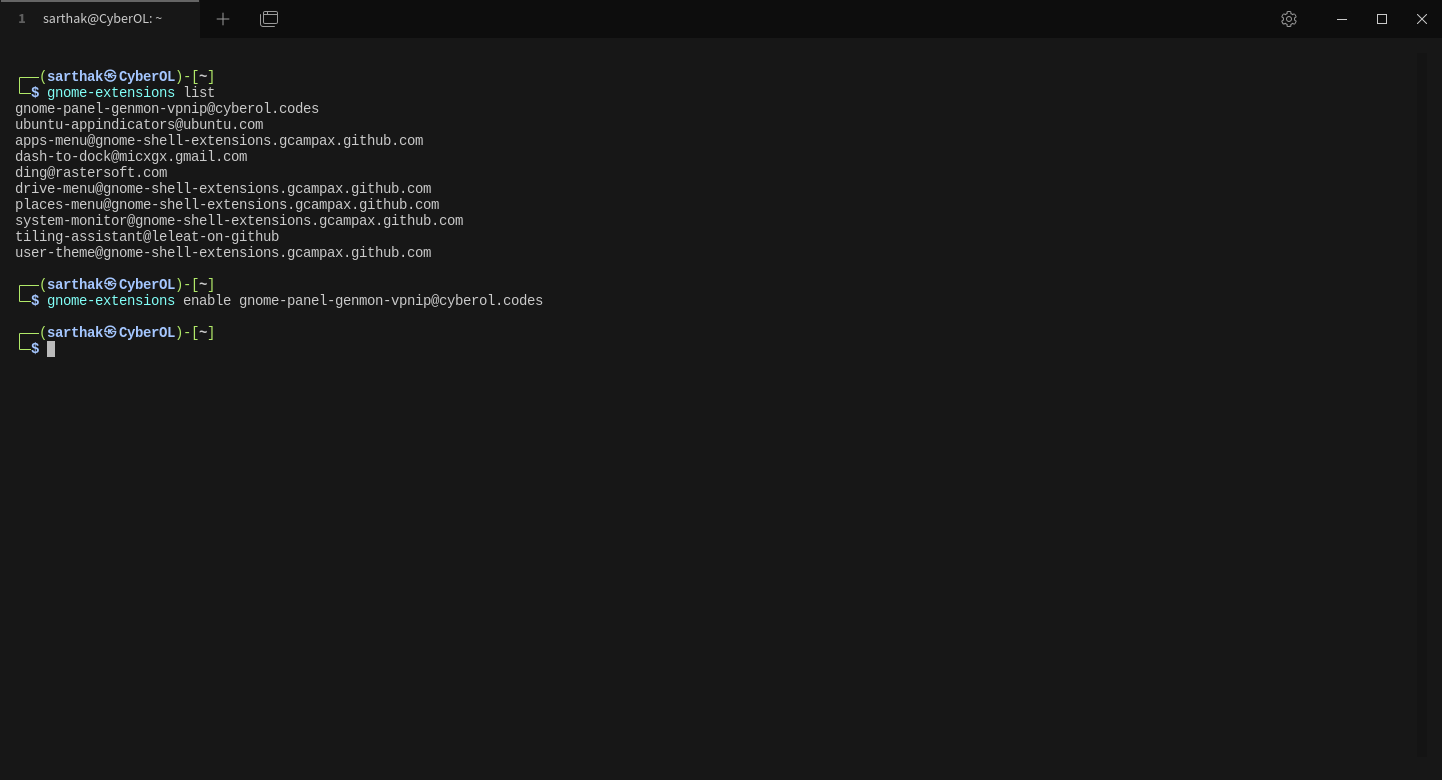 1 sarthak@CyberOL: ~
┌──(sarthak㉿CyberOL)-[~]
└─$ gnome-extensions list
gnome-panel-genmon-vpnip@cyberol.codes
ubuntu-appindicators@ubuntu.com
apps-menu@gnome-shell-extensions.gcampax.github.com
dash-to-dock@micxgx.gmail.com
ding@rastersoft.com
drive-menu@gnome-shell-extensions.gcampax.github.com
places-menu@gnome-shell-extensions.gcampax.github.com
system-monitor@gnome-shell-extensions.gcampax.github.com
tiling-assistant@leleat-on-github
user-theme@gnome-shell-extensions.gcampax.github.com
┌──(sarthak㉿CyberOL)-[~]
└─$ gnome-extensions enable gnome-panel-genmon-vpnip@cyberol.codes
┌──(sarthak㉿CyberOL)-[~]
└─$